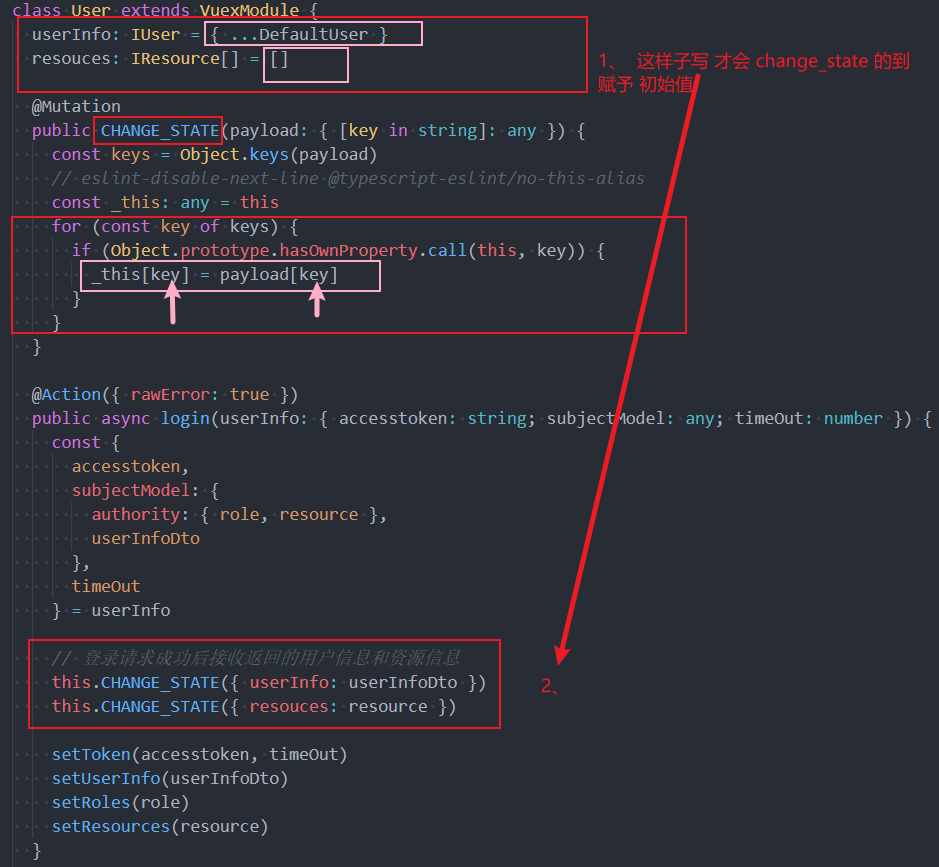 class User extends VuexModule {
userInfo: IUser = { ...DefaultUser }
resouces: IResource[] = []
1、 这样子写 才会 change_state 的到
赋予 初始值
@Mutation
public CHANGE_STATE(payload: { [key in string]: any }) {
const keys = Object.keys(payload)
// eslint-disable-next-line @typescript-eslint/no-this-alias
const _this: any = this
for (const key of keys) {
if (Object.prototype.hasOwnProperty.call(this, key)) {
_this[key] = payload[key]
}
}
}
@Action({ rawError: true })
public async login(userInfo: { accesstoken: string; subjectModel: any; timeOut: number }) {
const {
accesstoken,
subjectModel: {
authority: { role, resource },
userInfoDto
},
timeOut
} = userInfo
// 登录请求成功后接收返回的用户信息和资源信息
this.CHANGE_STATE({ userInfo: userInfoDto })
2、
this.CHANGE_STATE({ resouces: resource })
setToken(accesstoken, timeOut)
setUserInfo(userInfoDto)
setRoles(role)
setResources(resource)
}